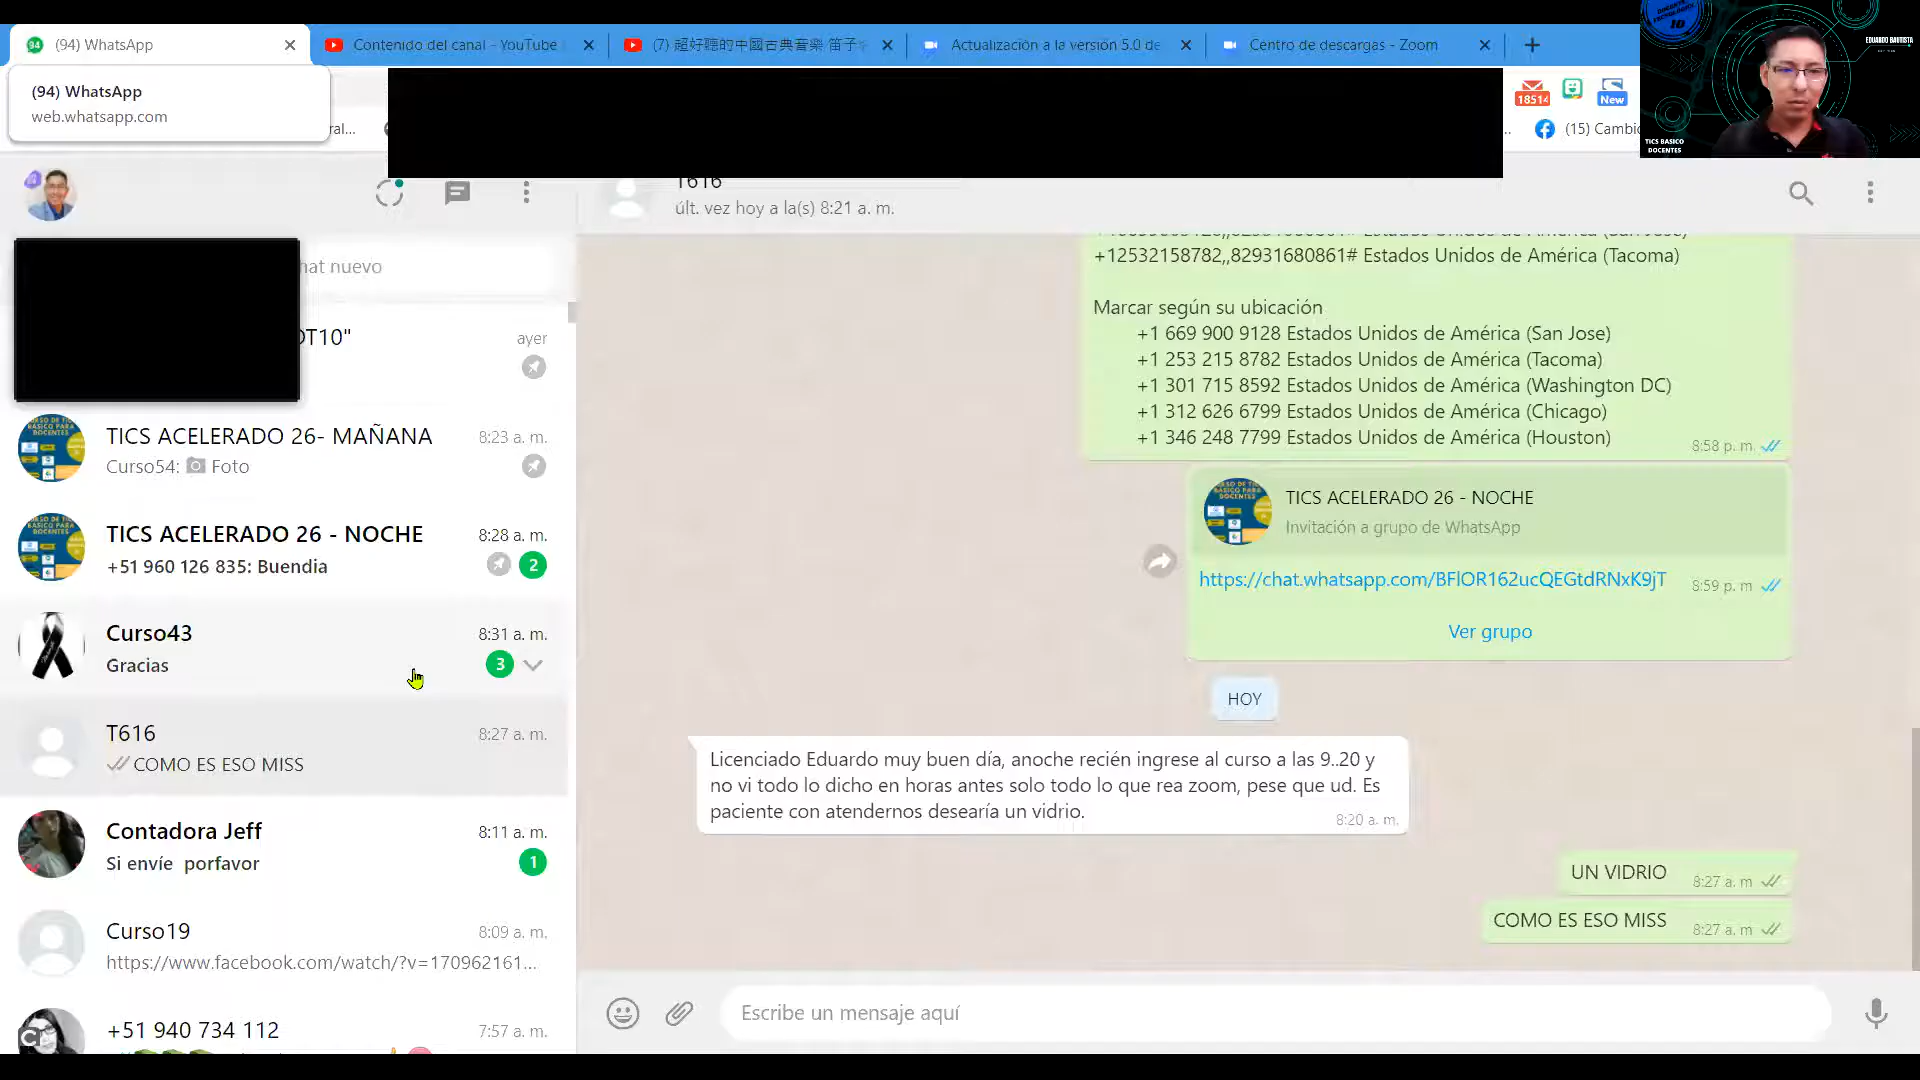 (94) WhatsApp
Contenido del canal - YouTube
(7) 超好聽的中國古典音樂 笛子
Actualización a la versión 5.0 de
Centro de descargas - Zoom
(94) WhatsApp
web.whatsapp.com
ral...
18514
New
(15) Cambi
EDUARDO BAUTISTA
TICS BASICO
DOCENTES
T616
últ. vez hoy a la(s) 8:21 a. m.
hat nuevo
OT10"
ayer
TICS ACELERADO 26- MAÑANA
8:23 a. m.
Curso54: Foto
TICS ACELERADO 26 - NOCHE
8:28 a. m.
+51 960 126 835: Buendia
2
Curso43
8:31 a. m.
Gracias
3
T616
8:27 a. m.
COMO ES ESO MISS
Contadora Jeff
8:11 a. m.
Si envíe porfavor
1
Curso19
8:09 a. m.
https://www.facebook.com/watch/?v=170962161...
+51 940 734 112
7:57 a. m.
+12532158782,,82931680861# Estados Unidos de América (Tacoma)
Marcar según su ubicación
+1 669 900 9128 Estados Unidos de América (San Jose)
+1 253 215 8782 Estados Unidos de América (Tacoma)
+1 301 715 8592 Estados Unidos de América (Washington DC)
+1 312 626 6799 Estados Unidos de América (Chicago)
+1 346 248 7799 Estados Unidos de América (Houston)
8:58 p. m.
TICS ACELERADO 26 - NOCHE
Invitación a grupo de WhatsApp
https://chat.whatsapp.com/BFlOR162ucQEGtdRNxK9jT
8:59 p. m
Ver grupo
HOY
Licenciado Eduardo muy buen día, anoche recién ingrese al curso a las 9..20 y
no vi todo lo dicho en horas antes solo todo lo que rea zoom, pese que ud. Es
paciente con atendernos desearía un vidrio.
8:20 a. m.
UN VIDRIO
8:27 a. m
COMO ES ESO MISS
8:27 a. m
Escribe un mensaje aquí